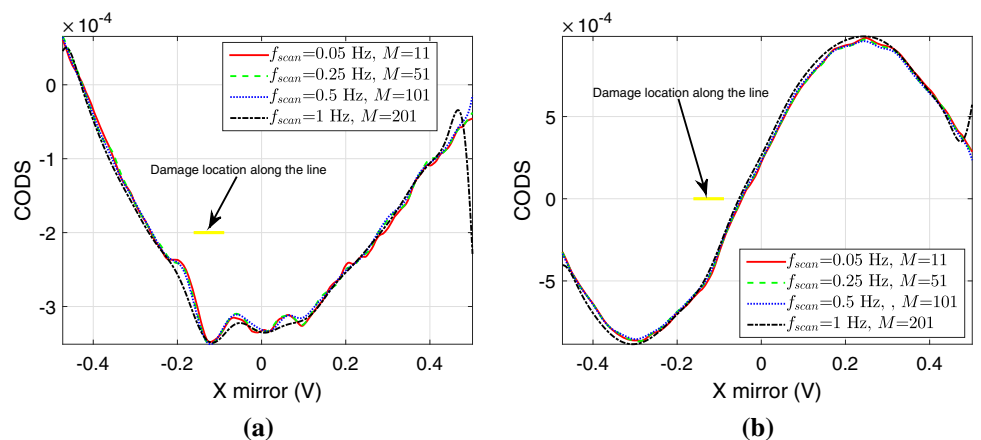 × 10⁻⁴
0
-1
-2
-3
CODS
-0.4 -0.2 0 0.2 0.4
X mirror (V)
f_scan=0.05 Hz, M=11
f_scan=0.25 Hz, M=51
f_scan=0.5 Hz, M=101
f_scan=1 Hz, M=201
Damage location along the line
(a)
× 10⁻⁴
5
0
-5
CODS
-0.4 -0.2 0 0.2 0.4
X mirror (V)
Damage location along the line
f_scan=0.05 Hz, M=11
f_scan=0.25 Hz, M=51
f_scan=0.5 Hz, , M=101
f_scan=1 Hz, M=201
(b)